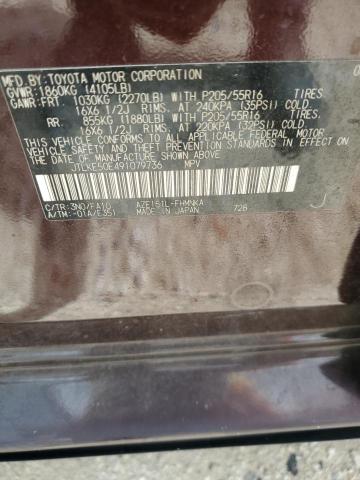 MFD. BY: TOYOTA MOTOR CORPORATION
GVWR: 1860KG (4105LB)
GAWR: FRT. 1030KG (2270LB) WITH P205/55R16 TIRES
16X6 1/2J RIMS, AT 240KPA (35PSI) COLD
RR. 855KG (1880LB) WITH P205/55R16 TIRES
16X6 1/2J RIMS, AT 220KPA (32PSI) COLD
THIS VEHICLE CONFORMS TO ALL APPLICABLE FEDERAL MOTOR
VEHICLE SAFETY, BUMPER, AND THEFT PREVENTION
STANDARDS IN EFFECT ON THE DATE OF MANUFACTURE
SHOWN ABOVE.
JTLKE50E491079736 MPV
C/TR: 3N0/FA10 AZE151L-FHMNKA
A/TM: -01A/E351 MADE IN JAPAN 72B J